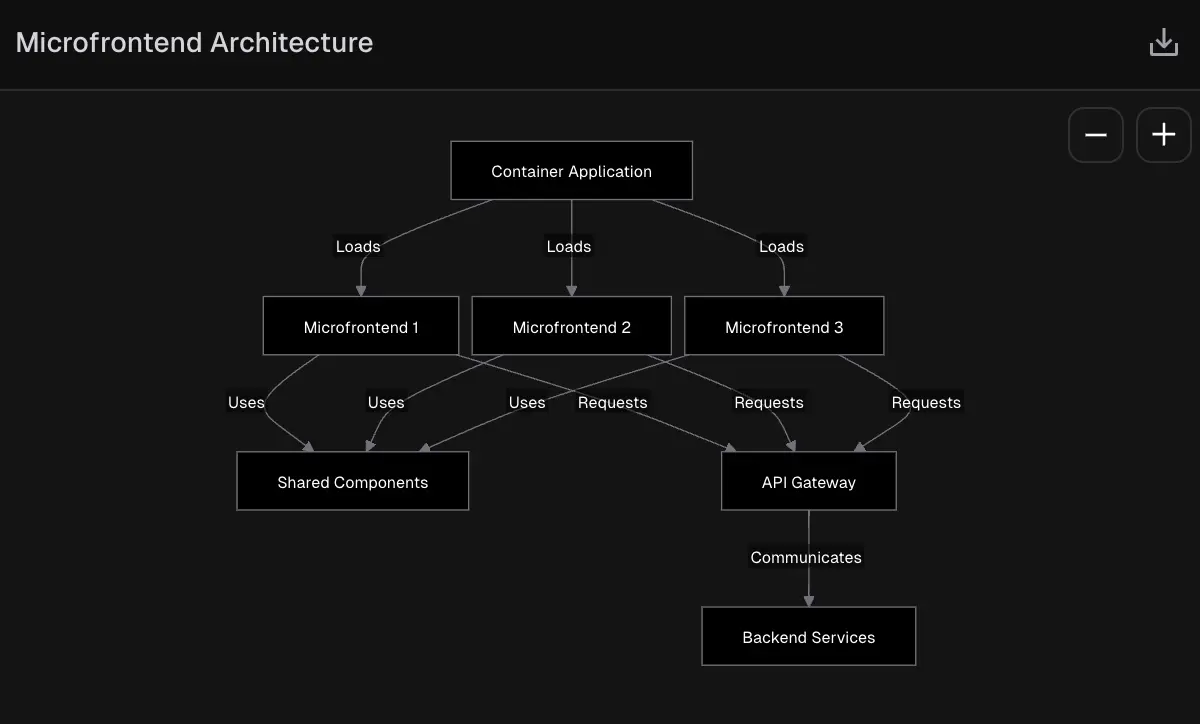 Microfrontend Architecture
Container Application
Loads
Loads
Loads
Microfrontend 1
Microfrontend 2
Microfrontend 3
Uses
Uses
Uses
Requests
Requests
Requests
Shared Components
API Gateway
Communicates
Backend Services